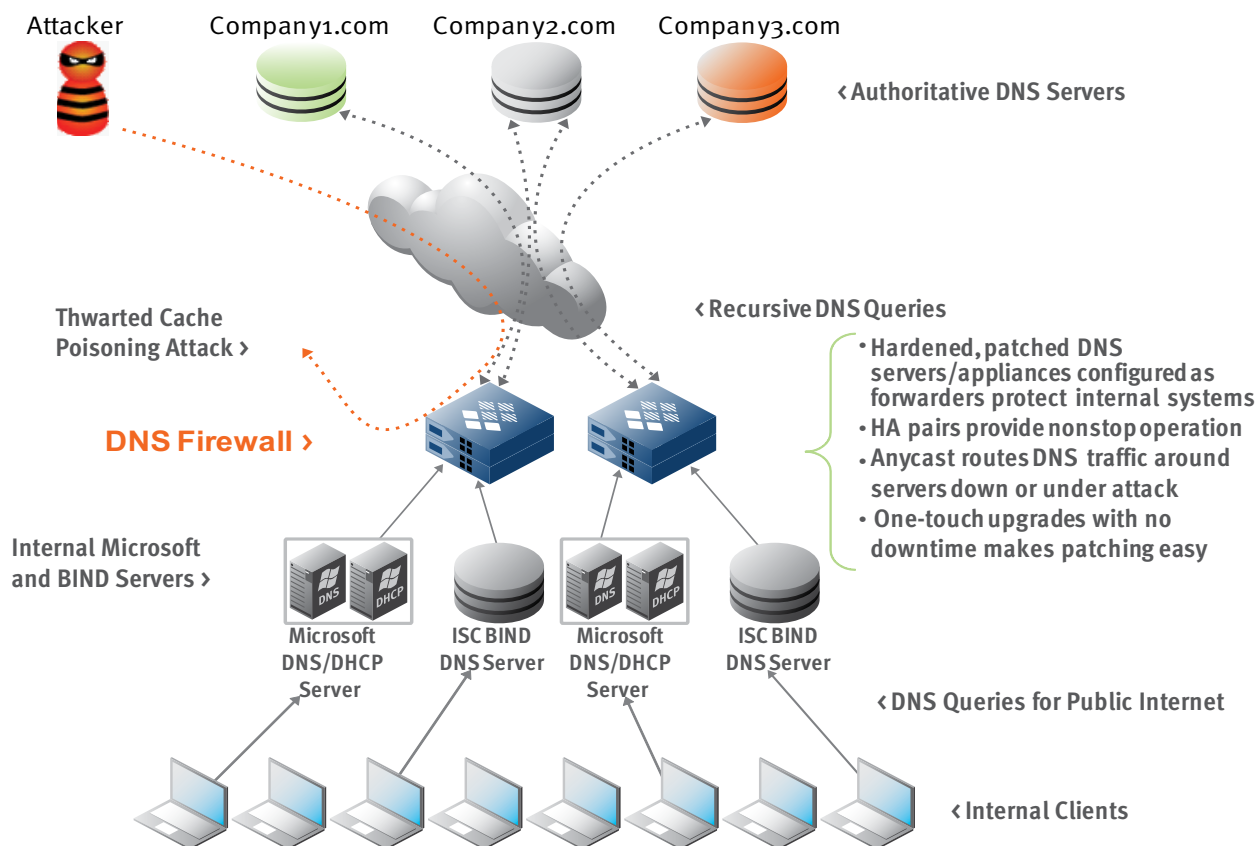 Attacker
Company1.com
Company2.com
Company3.com
‹ Authoritative DNS Servers
Thwarted Cache
Poisoning Attack ›
‹ Recursive DNS Queries
• Hardened, patched DNS
servers/appliances configured as
forwarders protect internal systems
• HA pairs provide nonstop operation
• Anycast routes DNS traffic around
servers down or under attack
• One-touch upgrades with no
downtime makes patching easy
DNS Firewall ›
Internal Microsoft
and BIND Servers ›
DNS
DHCP
DNS
DHCP
Microsoft
DNS/DHCP
Server
ISC BIND
DNS Server
Microsoft
DNS/DHCP
Server
ISC BIND
DNS Server
‹ DNS Queries for Public Internet
‹ Internal Clients